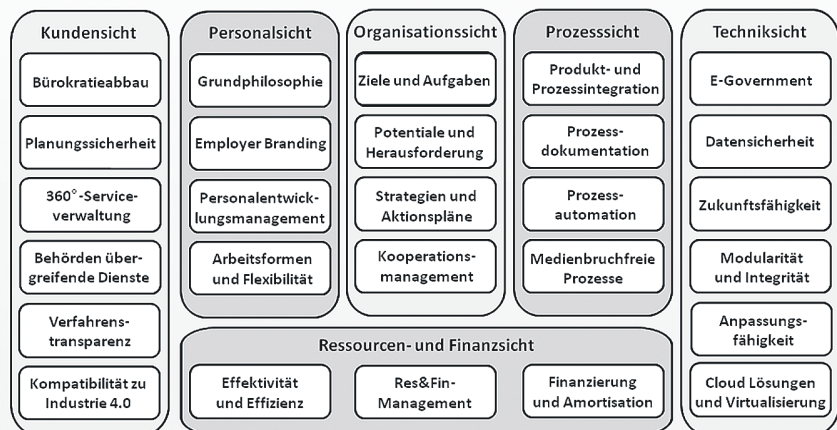 Kundensicht
Bürokratieabbau
Planungssicherheit
360°-Service-
verwaltung
Behörden über-
greifende Dienste
Verfahrens-
transparenz
Kompatibilität zu
Industrie 4.0
Personalsicht
Grundphilosophie
Employer Branding
Personalentwick-
lungsmanagement
Arbeitsformen
und Flexibilität
Organisationssicht
Ziele und Aufgaben
Potentiale und
Herausforderung
Strategien und
Aktionspläne
Kooperations-
management
Prozesssicht
Produkt- und
Prozessintegration
Prozess-
dokumentation
Prozess-
automation
Medienbruchfreie
Prozesse
Ressourcen- und Finanzsicht
Effektivität
und Effizienz
Res&Fin-
Management
Finanzierung
und Amortisation
Techniksicht
E-Government
Datensicherheit
Zukunftsfähigkeit
Modularität
und Integrität
Anpassungs-
fähigkeit
Cloud Lösungen
und Virtualisierung